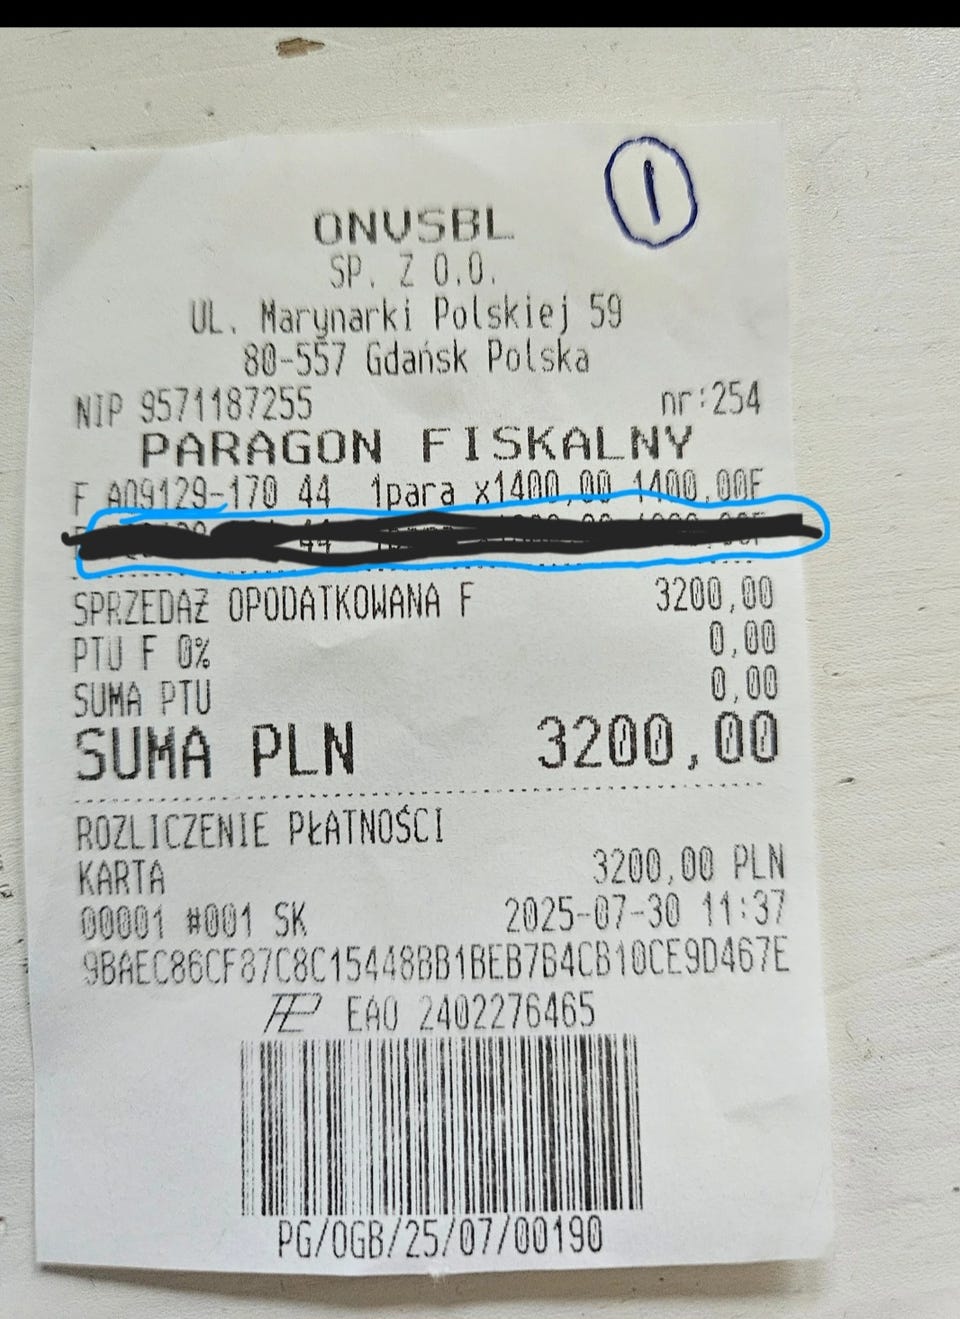 1
ONVSBL
SP. Z O.O.
UL. Marynarki Polskiej 59
80-557 Gdańsk Polska
NIP 9571187255 nr:254
PARAGON FISKALNY
F A09129-170 44 1para x1400,00 1400,00F
44
SPRZEDAŻ OPODATKOWANA F 3200,00
PTU F 0% 0,00
SUMA PTU 0,00
SUMA PLN 3200,00
ROZLICZENIE PŁATNOŚCI
KARTA 3200,00 PLN
00001 #001 SK 2025-07-30 11:37
9BAEC86CF87C8C15448BB1BEB7B4CB10CE9D467E
EAO 2402276465
PG/OGB/25/07/00190